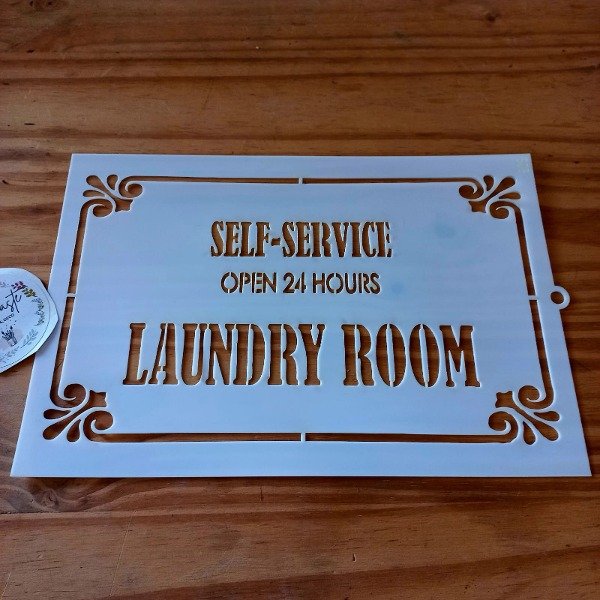 SELF-SERVICE
OPEN 24 HOURS
LAUNDRY ROOM